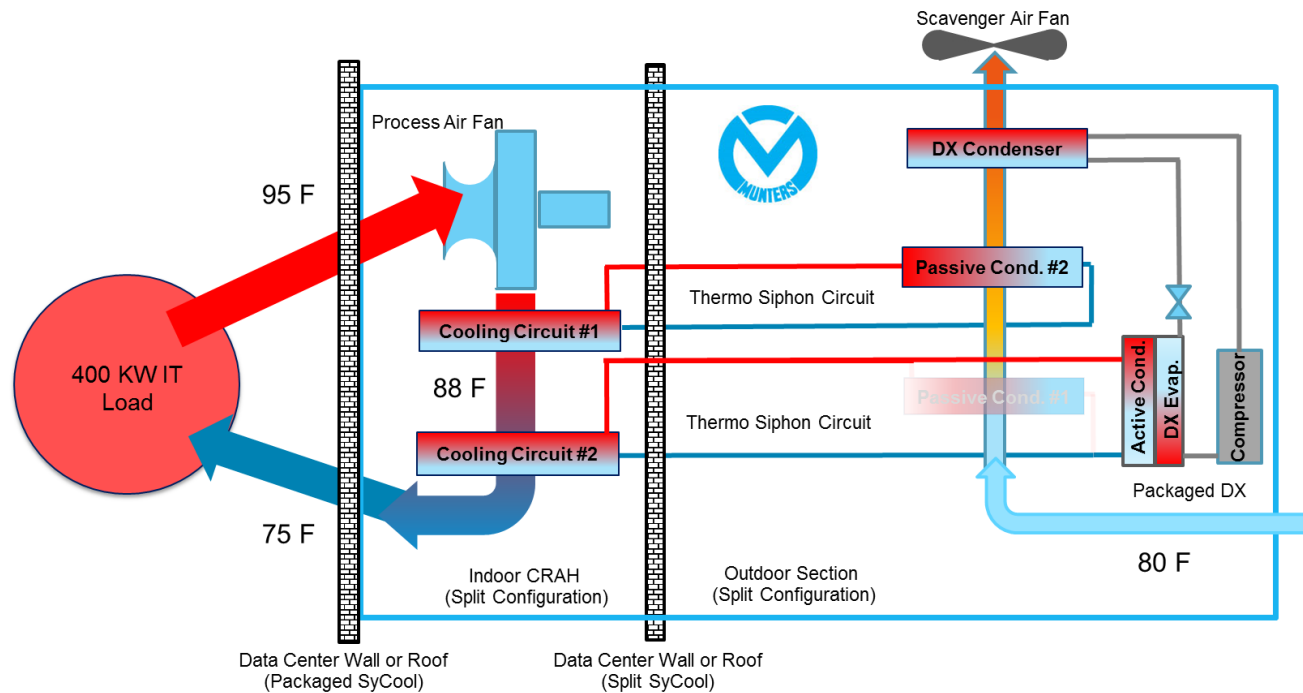 Scavenger Air Fan
Process Air Fan
MUNTERS
DX Condenser
95 F
Passive Cond. #2
Thermo Siphon Circuit
Cooling Circuit #1
400 KW IT
Load
88 F
Passive Cond. #1
Active Cond.
DX Evap.
Compressor
Thermo Siphon Circuit
Cooling Circuit #2
Packaged DX
75 F
80 F
Indoor CRAH
(Split Configuration)
Outdoor Section
(Split Configuration)
Data Center Wall or Roof
(Packaged SyCool)
Data Center Wall or Roof
(Split SyCool)